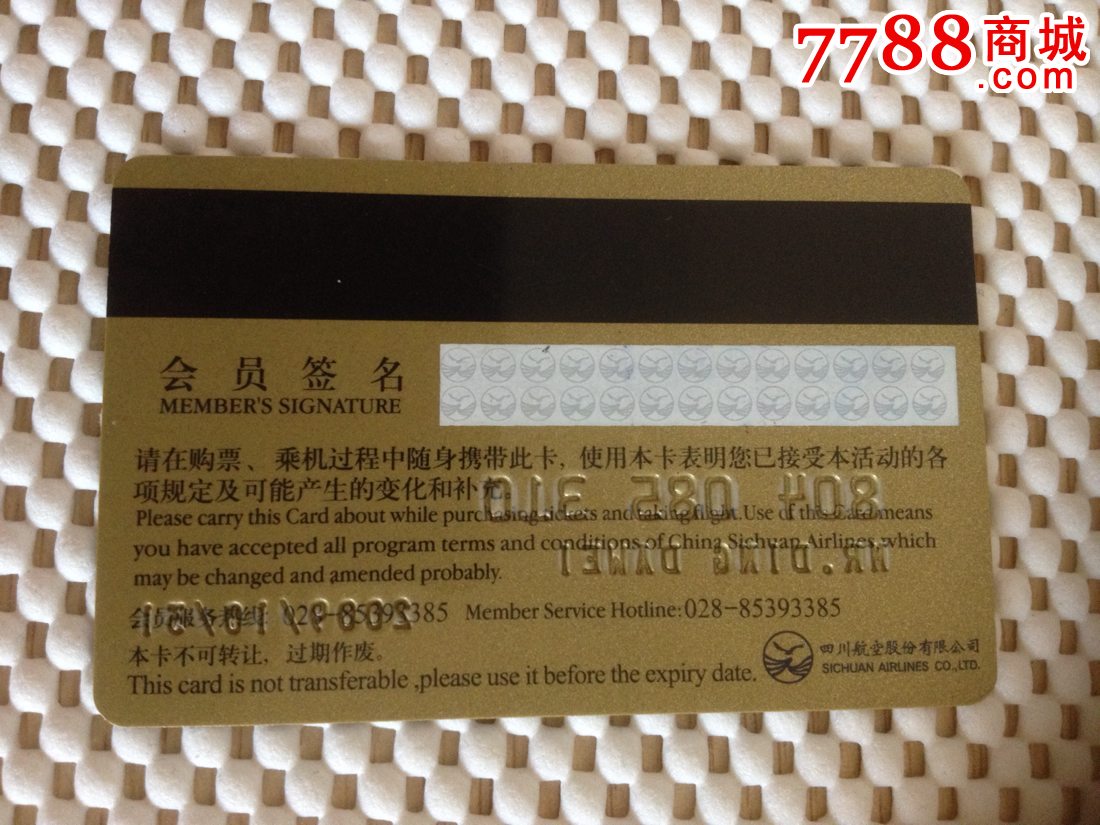 7788商城
.com
会员签名
MEMBER'S SIGNATURE
请在购票、乘机过程中随身携带此卡，使用本卡表明您已接受本活动的各
项规定及可能产生的变化和补充。
Please carry this Card about while purchasing tickets and taking flight.Use of this Card means
you have accepted all program terms and conditions of China Sichuan Airlines,which
may be changed and amended probably.
会员服务热线: 028-85393385 Member Service Hotline:028-85393385
本卡不可转让，过期作废。
This card is not transferable ,please use it before the expiry date.
四川航空股份有限公司
SICHUAN AIRLINES CO.,LTD.